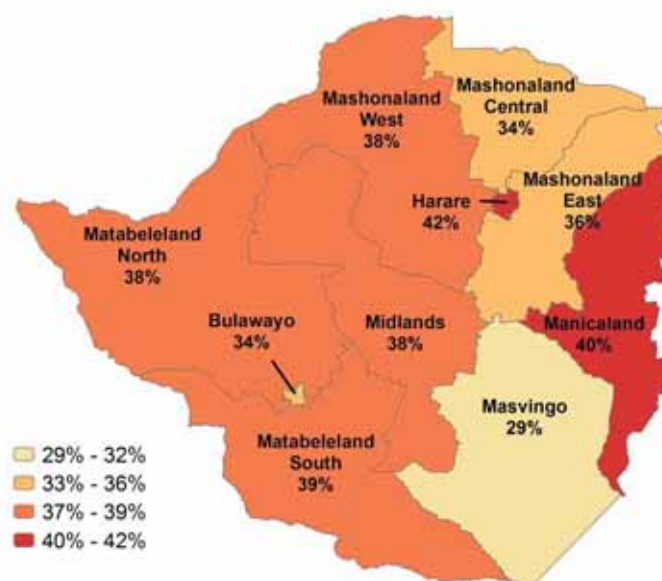 Mashonaland
Central
34%
Mashonaland
West
38%
Mashonaland
East
36%
Harare
42%
Matabeleland
North
38%
Bulawayo
34%
Midlands
38%
Manicaland
40%
Masvingo
29%
Matabeleland
South
39%
29% - 32%
33% - 36%
37% - 39%
40% - 42%